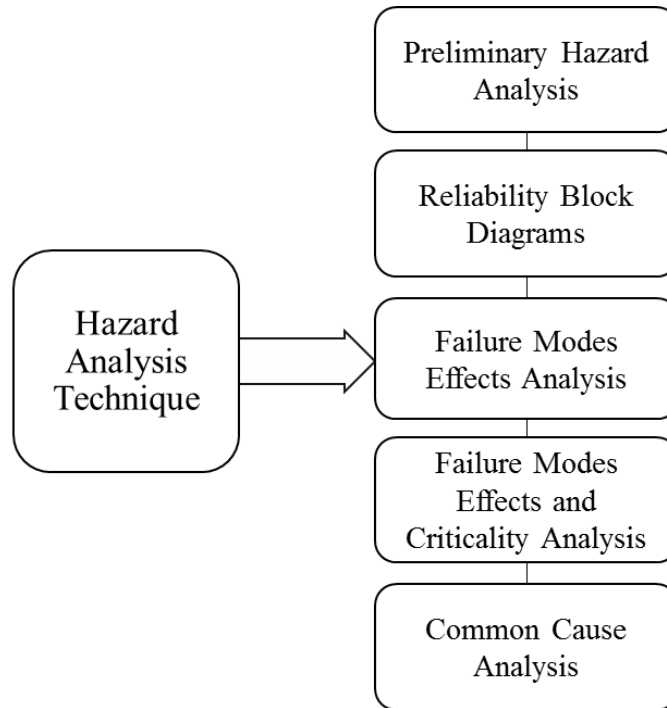 Preliminary Hazard
Analysis
Reliability Block
Diagrams
Hazard
Analysis
Technique
Failure Modes
Effects Analysis
Failure Modes
Effects and
Criticality Analysis
Common Cause
Analysis